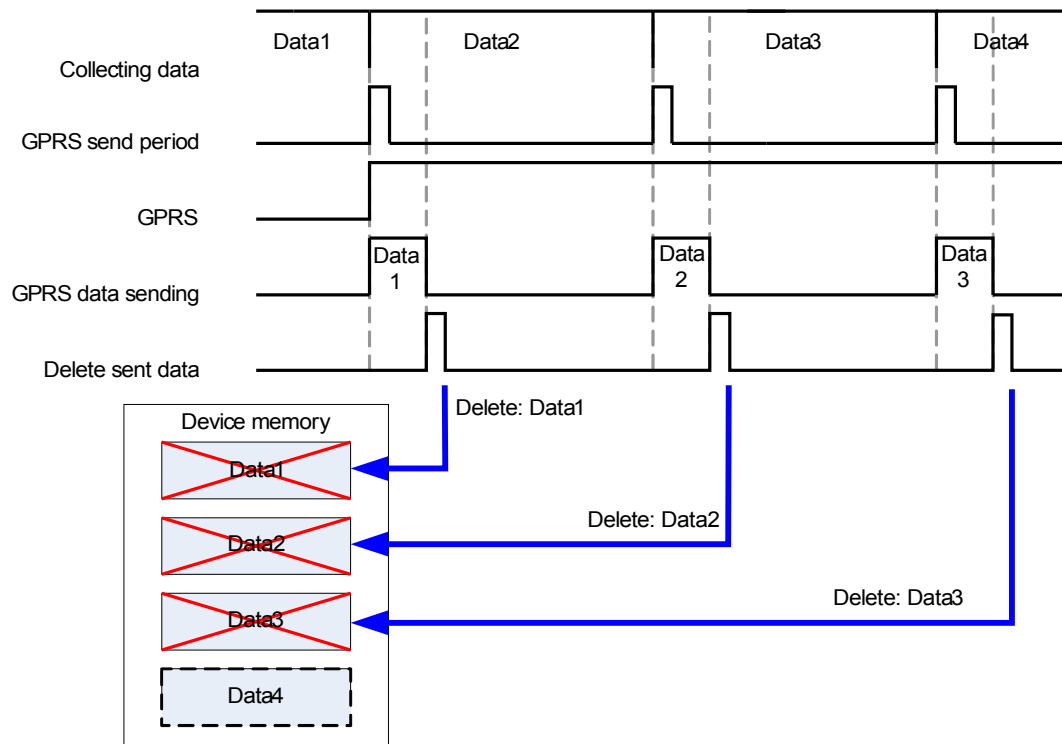 Data1
Data2
Data3
Data4
Collecting data
GPRS send period
GPRS
Data
1
Data
2
Data
3
GPRS data sending
Delete sent data
Delete: Data1
Device memory
Data1
Delete: Data2
Data2
Delete: Data3
Data3
Data4